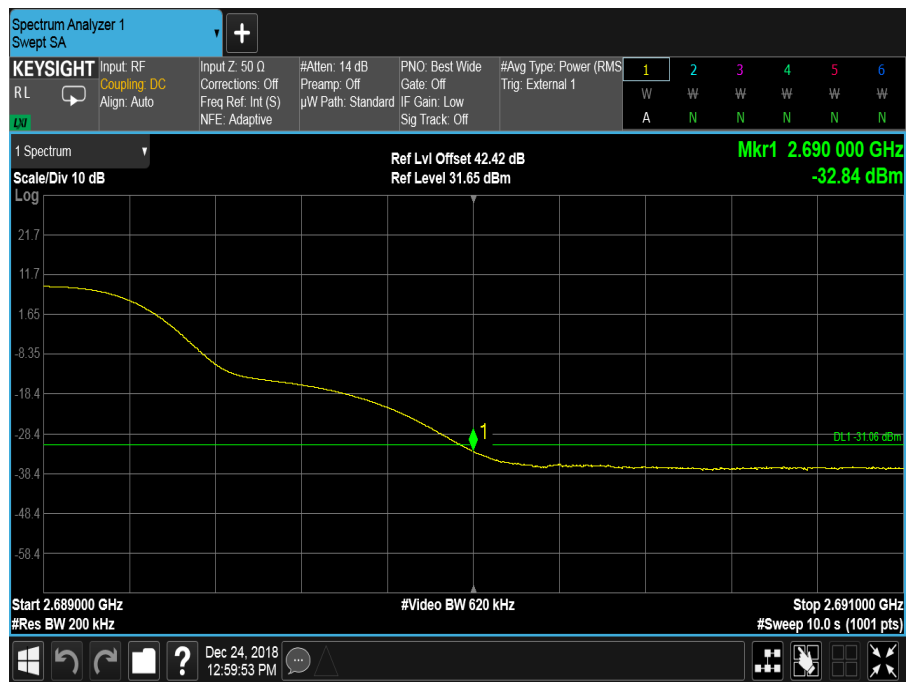 Spectrum Analyzer 1
Swept SA
+
KEYSIGHT
RL
LXI
Input: RF
Coupling: DC
Align: Auto
Input Z: 50 Ω
Corrections: Off
Freq Ref: Int (S)
NFE: Adaptive
#Atten: 14 dB
Preamp: Off
µW Path: Standard
PNO: Best Wide
Gate: Off
IF Gain: Low
Sig Track: Off
#Avg Type: Power (RMS
Trig: External 1
1 2 3 4 5 6
W W W W W W
A N N N N N
1 Spectrum
Scale/Div 10 dB
Log
Ref Lvl Offset 42.42 dB
Ref Level 31.65 dBm
Mkr1 2.690 000 GHz
-32.84 dBm
21.7
11.7
1.65
-8.35
-18.4
-28.4
-38.4
-48.4
-58.4
1
DL1 -31.06 dBm
Start 2.689000 GHz
#Res BW 200 kHz
#Video BW 620 kHz
Stop 2.691000 GHz
#Sweep 10.0 s (1001 pts)
?
Dec 24, 2018
12:59:53 PM